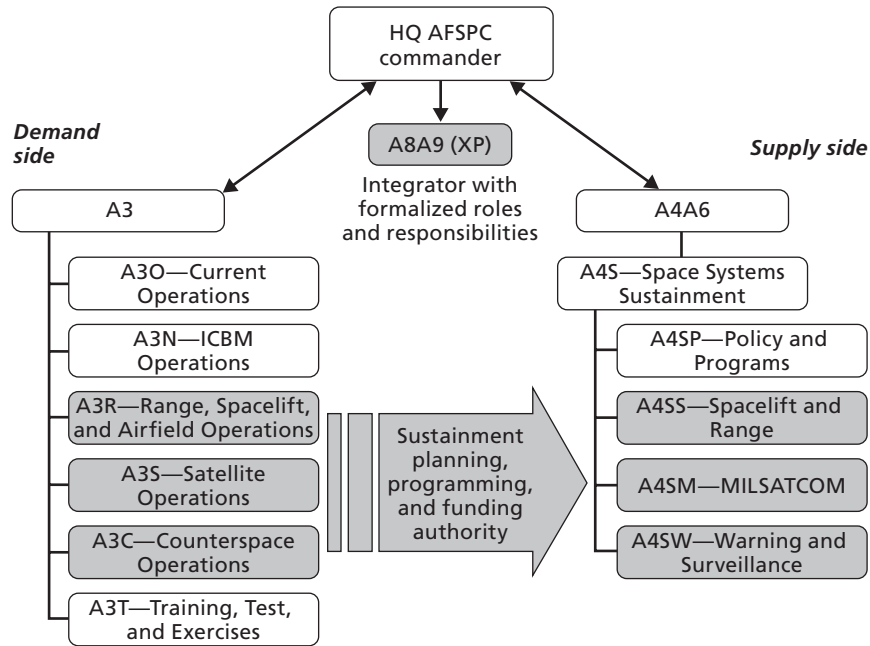 HQ AFSPC
commander
Demand
side
A8A9 (XP)
Supply side
Integrator with
formalized roles
and responsibilities
A3
A4A6
A3O—Current
Operations
A3N—ICBM
Operations
A3R—Range, Spacelift,
and Airfield Operations
A3S—Satellite
Operations
A3C—Counterspace
Operations
A3T—Training, Test,
and Exercises
Sustainment
planning,
programming,
and funding
authority
A4S—Space Systems
Sustainment
A4SP—Policy and
Programs
A4SS—Spacelift and
Range
A4SM—MILSATCOM
A4SW—Warning and
Surveillance